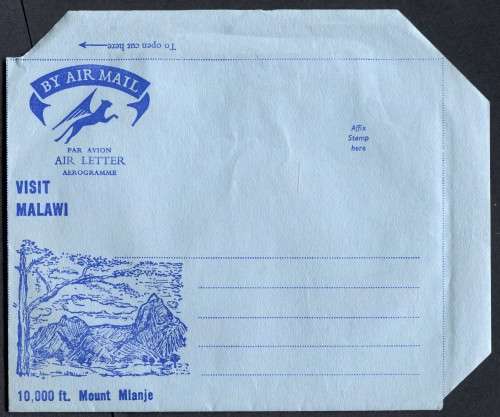 To open cut here
BY AIR MAIL
PAR AVION
AIR LETTER
AEROGRAMME
Affix
Stamp
here
VISIT
MALAWI
10,000 ft. Mount Mlanje